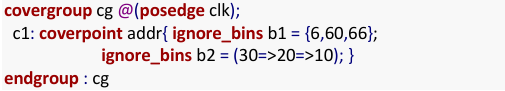 covergroup cg @(posedge clk);
c1: coverpoint addr{ ignore_bins b1 = {6,60,66};
ignore_bins b2 = (30=>20=>10); }
endgroup : cg